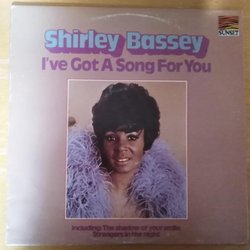 SUNSET
Shirley Bassey
I've Got A Song For You
Including: The shadow of your smile
Strangers in the night